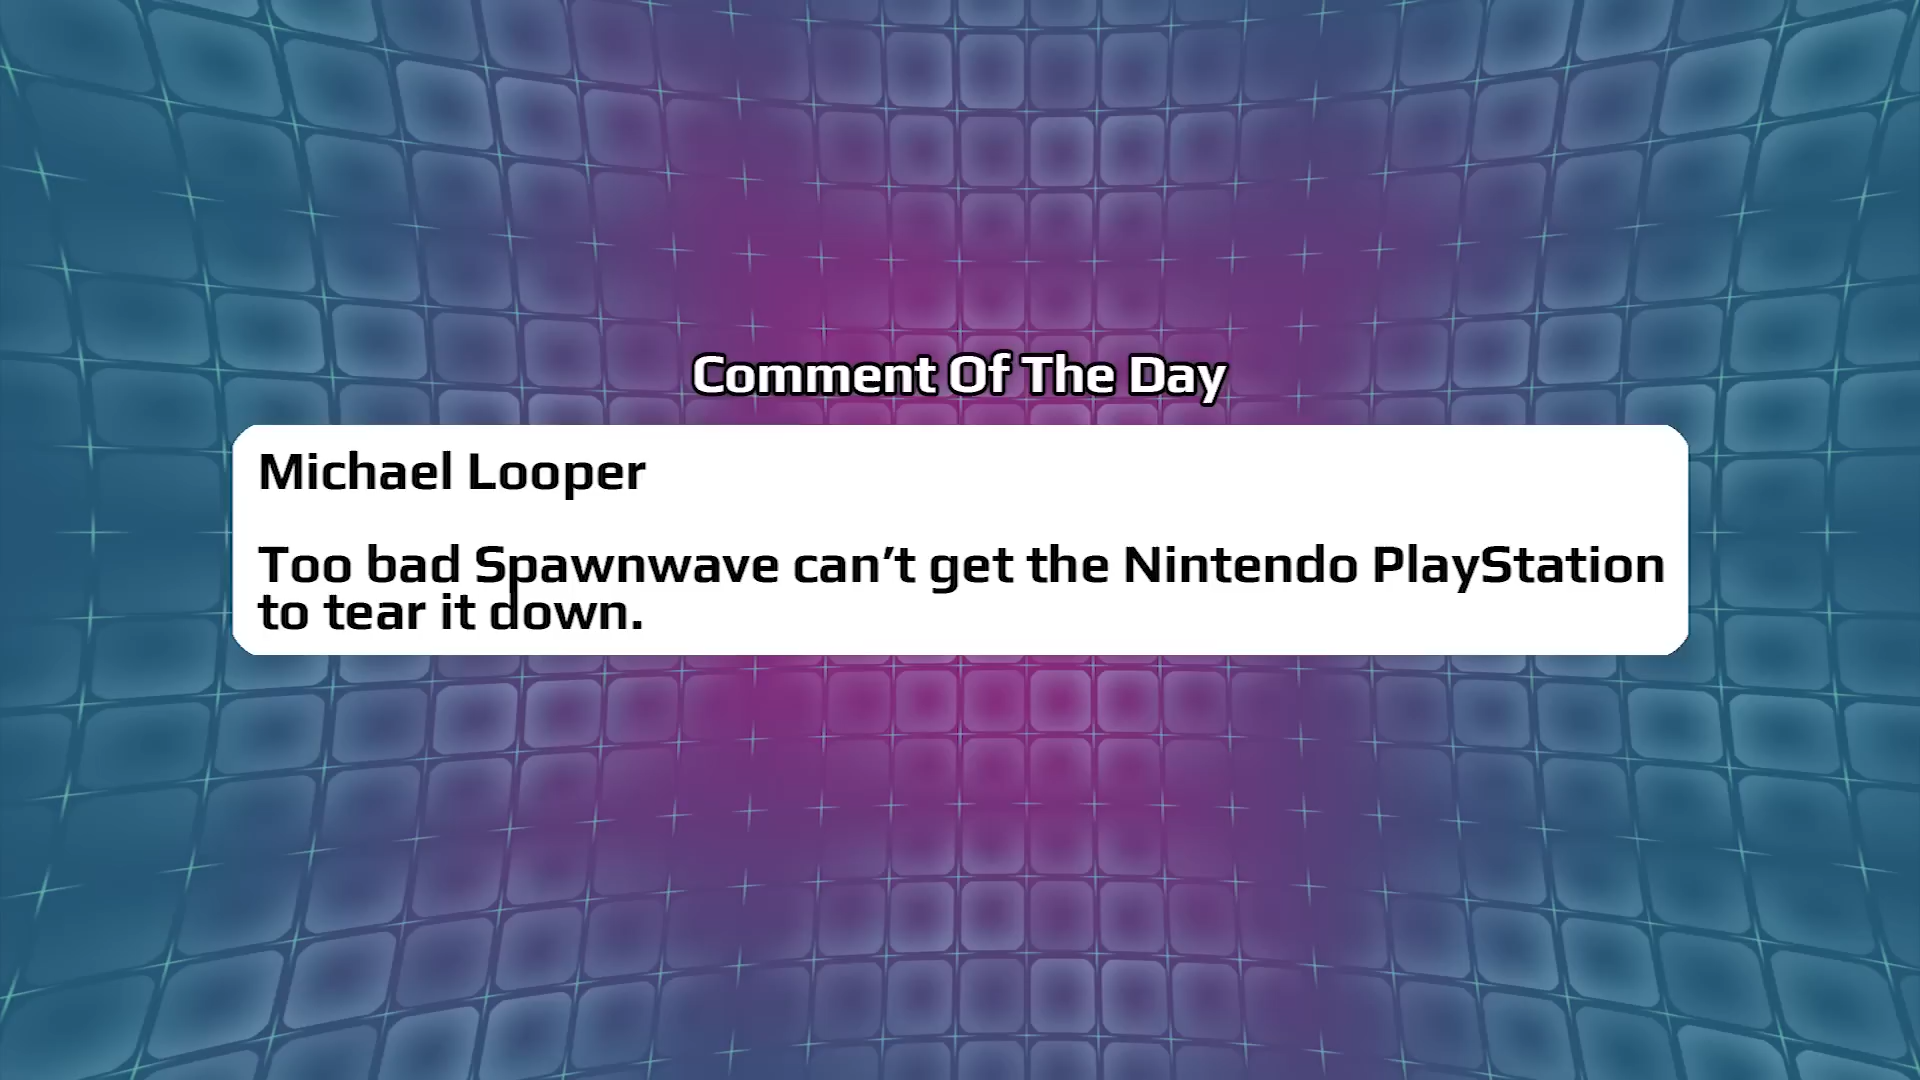 Comment Of The Day
Michael Looper
Too bad Spawnwave can’t get the Nintendo PlayStation
to tear it down.